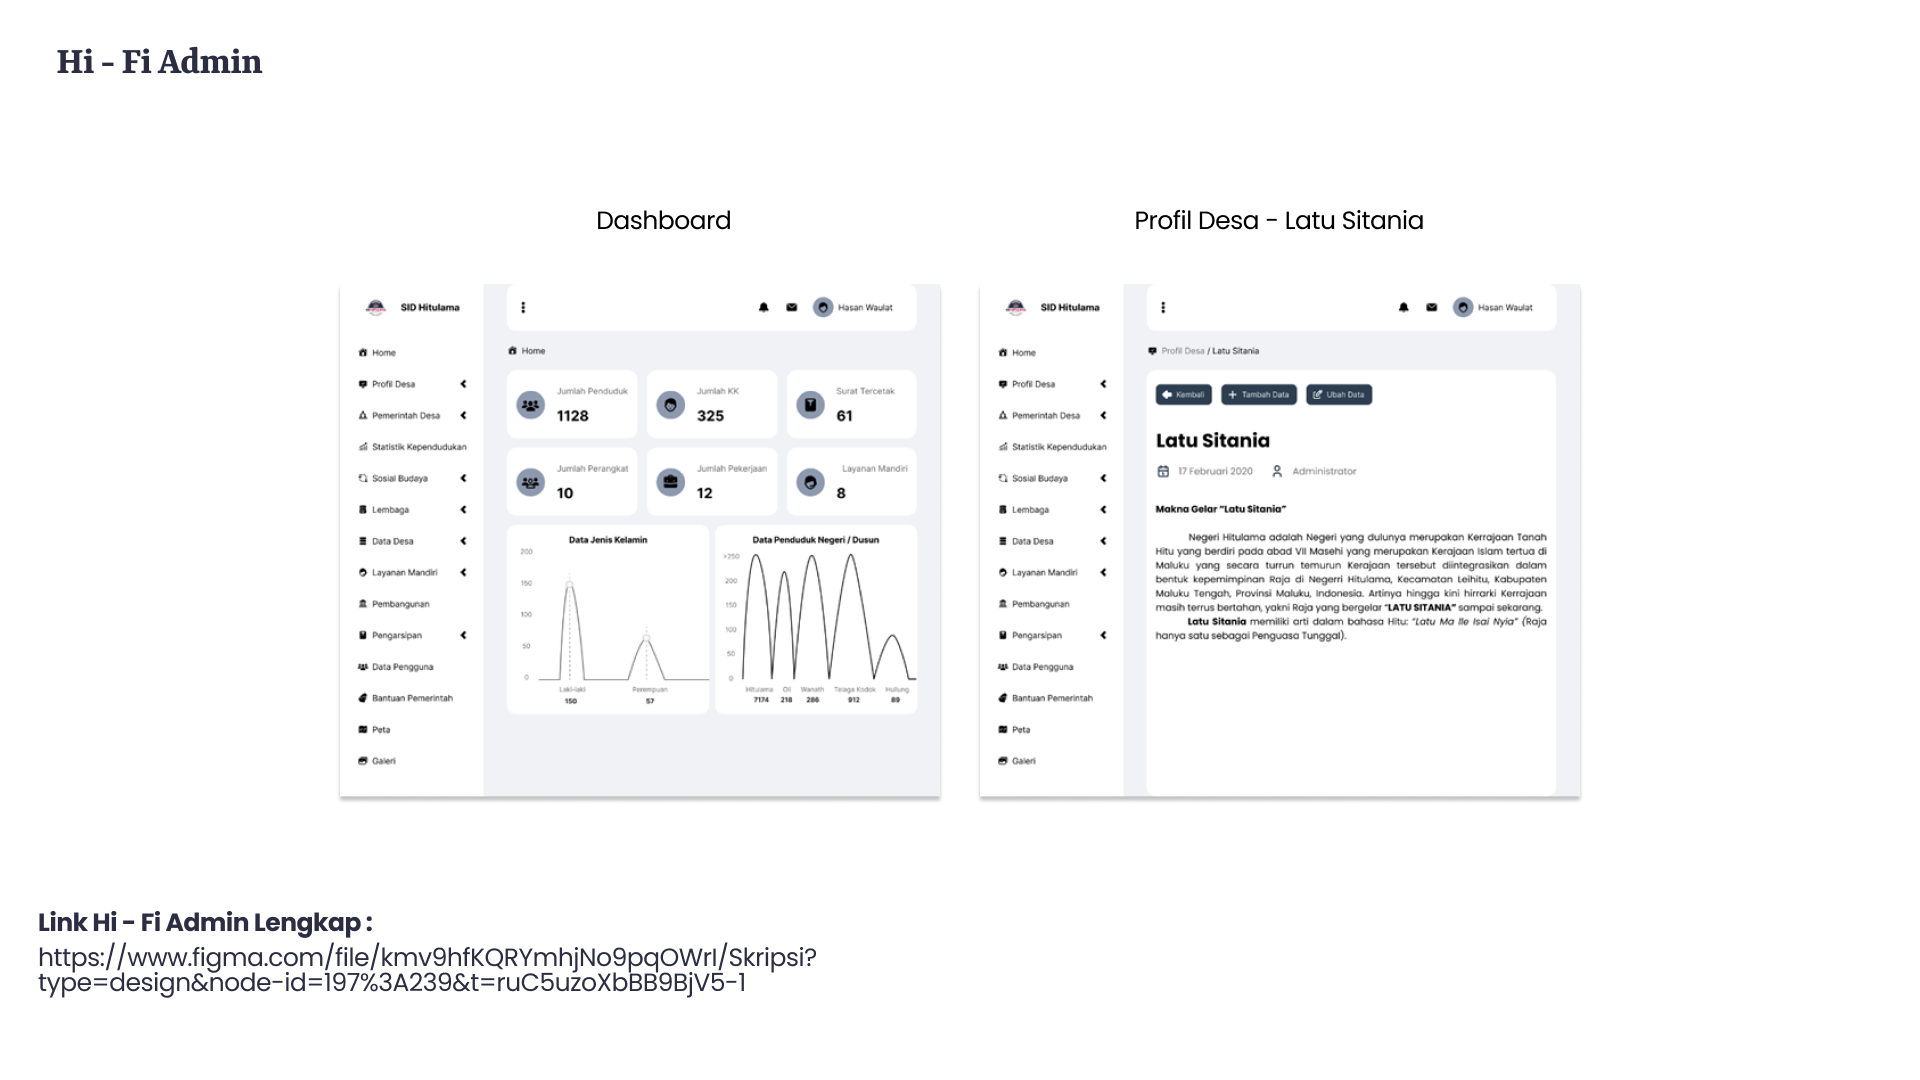 Hi - Fi Admin
Dashboard
SID Hitulama
Hasan Waulat
Home
Profil Desa
Pemerintah Desa
Statistik Kependudukan
Sosial Budaya
Lembaga
Data Desa
Layanan Mandiri
Pembangunan
Pengarsipan
Data Pengguna
Bantuan Pemerintah
Peta
Galeri
Home
Jumlah Penduduk
1128
Jumlah KK
325
Surat Tercetak
61
Jumlah Perangkat
10
Jumlah Pekerjaan
12
Layanan Mandiri
8
Data Jenis Kelamin
200
150
100
50
0
Laki-laki
150
Perempuan
57
Data Penduduk Negeri / Dusun
>250
200
150
100
50
0
Hitulama Oli Wanath Telaga Kodok Hulung
7174 218 286 912 89
Profil Desa - Latu Sitania
SID Hitulama
Hasan Waulat
Home
Profil Desa
Pemerintah Desa
Statistik Kependudukan
Sosial Budaya
Lembaga
Data Desa
Layanan Mandiri
Pembangunan
Pengarsipan
Data Pengguna
Bantuan Pemerintah
Peta
Galeri
Profil Desa / Latu Sitania
Kembali
+ Tambah Data
Ubah Data
Latu Sitania
17 Februari 2020
Administrator
Makna Gelar “Latu Sitania”
Negeri Hitulama adalah Negeri yang dulunya merupakan Kerrajaan Tanah
Hitu yang berdiri pada abad VII Masehi yang merupakan Kerajaan Islam tertua di
Maluku yang secara turrun temurun Kerajaan tersebut diintegrasikan dalam
bentuk kepemimpinan Raja di Negerri Hitulama, Kecamatan Leihitu, Kabupaten
Maluku Tengah, Provinsi Maluku, Indonesia. Artinya hingga kini hirrarki Kerrajaan
masih terrus bertahan, yakni Raja yang bergelar “LATU SITANIA” sampai sekarang.
Latu Sitania memiliki arti dalam bahasa Hitu: “Latu Ma Ile Isai Nyia” (Raja
hanya satu sebagai Penguasa Tunggal).
Link Hi - Fi Admin Lengkap :
https://www.figma.com/file/kmv9hfKQRYmhjNo9pqOWrI/Skripsi?
type=design&node-id=197%3A239&t=ruC5uzoXbBB9BjV5-1